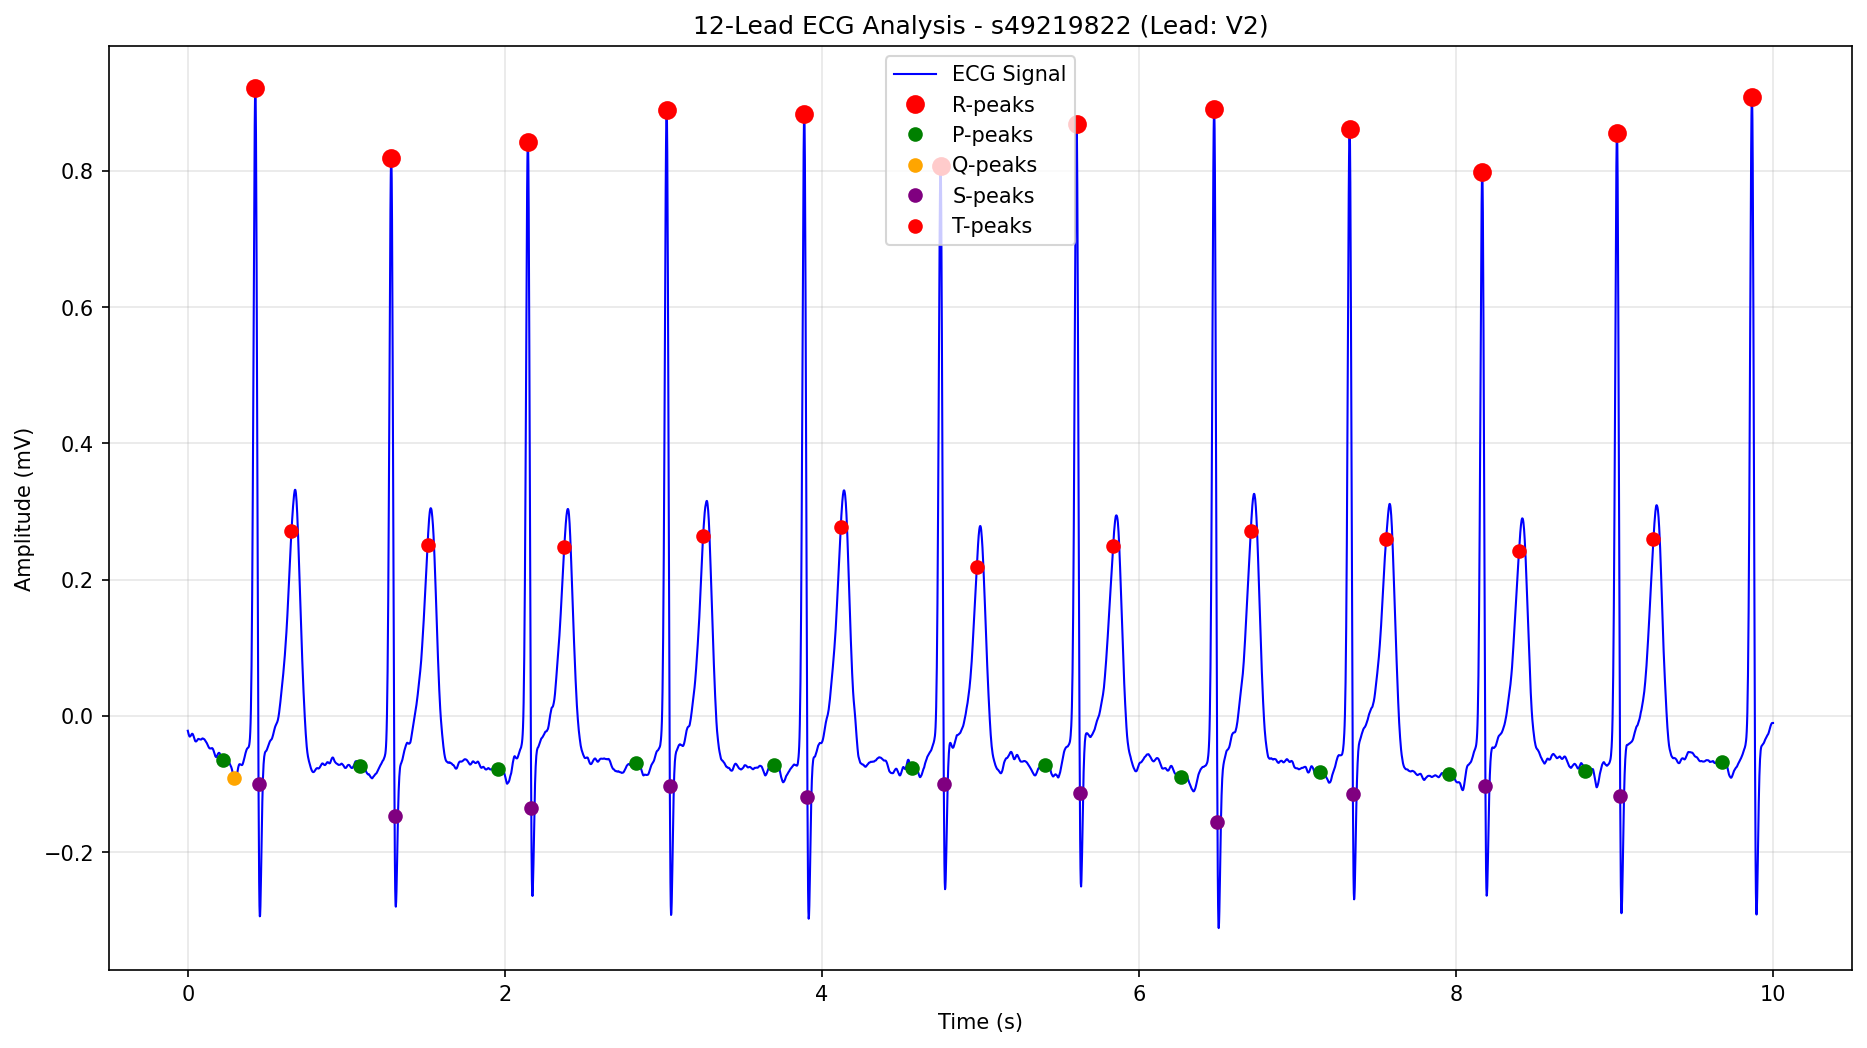 12-Lead ECG Analysis - s49219822 (Lead: V2)
ECG Signal
R-peaks
P-peaks
Q-peaks
S-peaks
T-peaks
Amplitude (mV)
0.8
0.6
0.4
0.2
0.0
−0.2
0 2 4 6 8 10
Time (s)